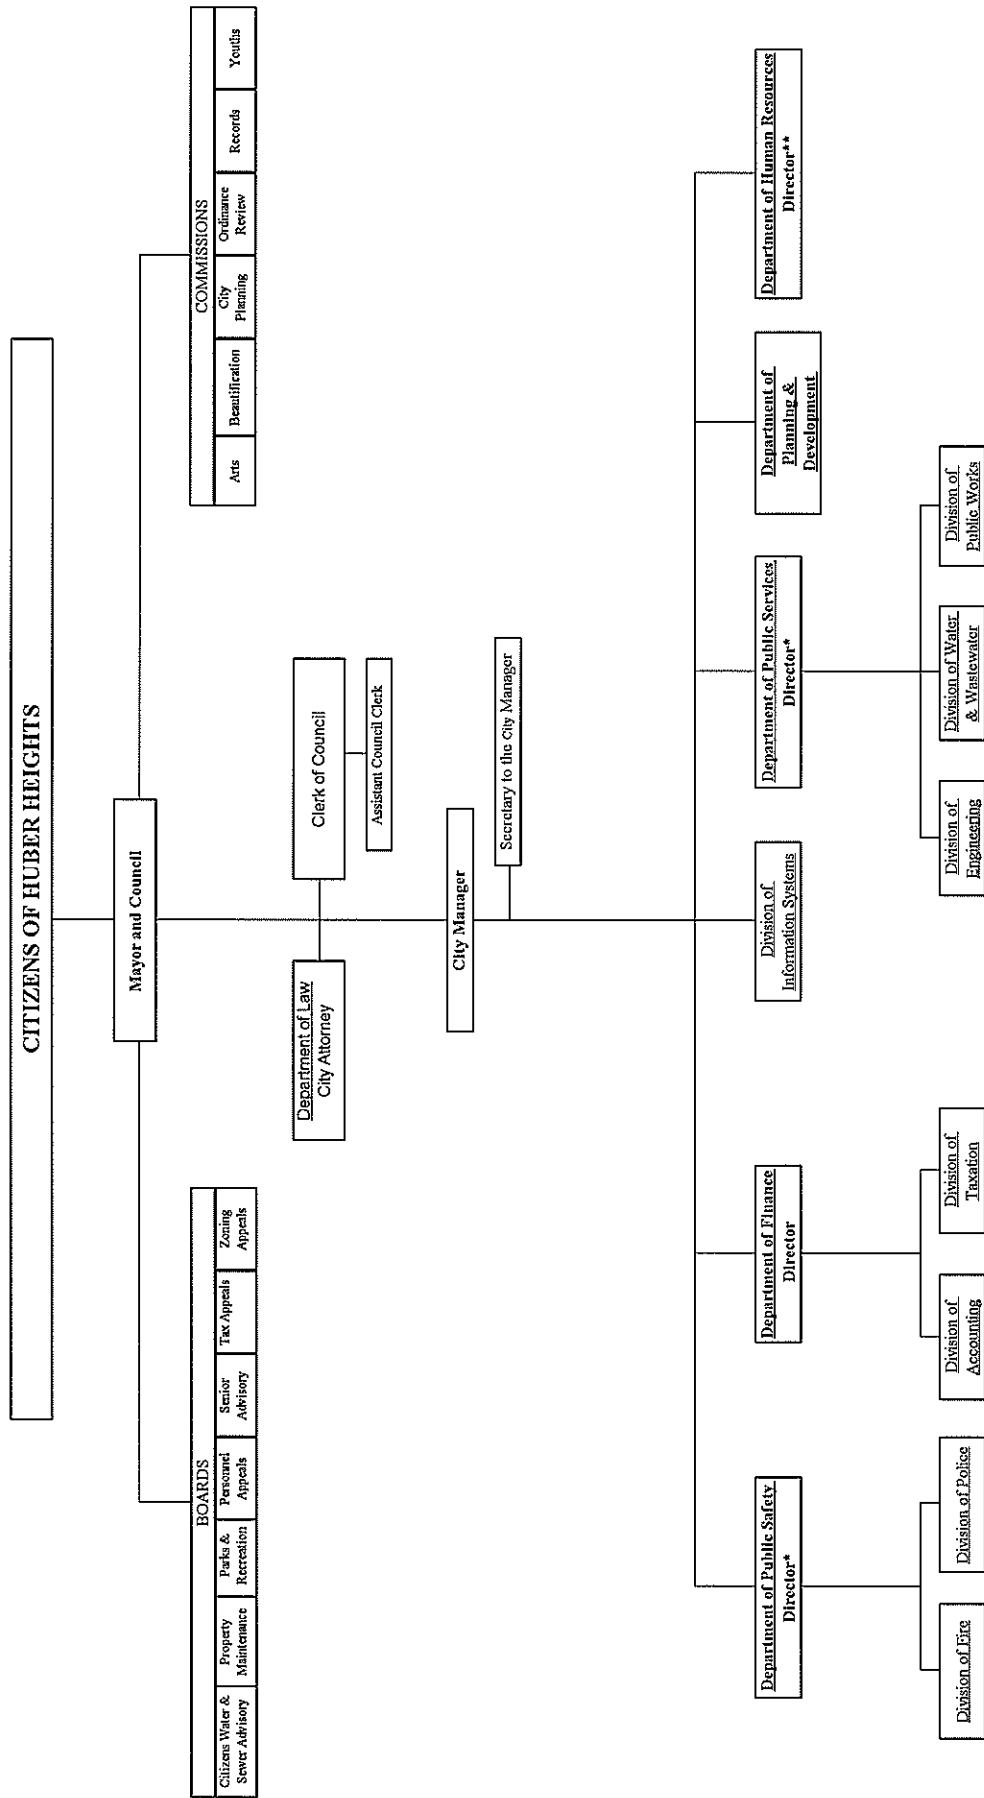 CITIZENS OF HUBER HEIGHTS
Mayor and Council
BOARDS
Citizens Water &
Sewer Advisory
Property
Maintenance
Parks &
Recreation
Personnel
Appeals
Senior
Advisory
Tax Appeals
Zoning
Appeals
COMMISSIONS
Arts
Beautification
City
Planning
Ordinance
Review
Records
Youths
Department of Law
City Attorney
Clerk of Council
Assistant Council Clerk
City Manager
Secretary to the City Manager
Department of Public Safety
Director*
Department of Finance
Director
Division of
Information Systems
Department of Public Services
Director*
Department of
Planning &
Development
Department of Human Resources
Director**
Division of Fire
Division of Police
Division of
Accounting
Division of
Taxation
Division of
Engineering
Division of Water
& Wastewater
Division of
Public Works